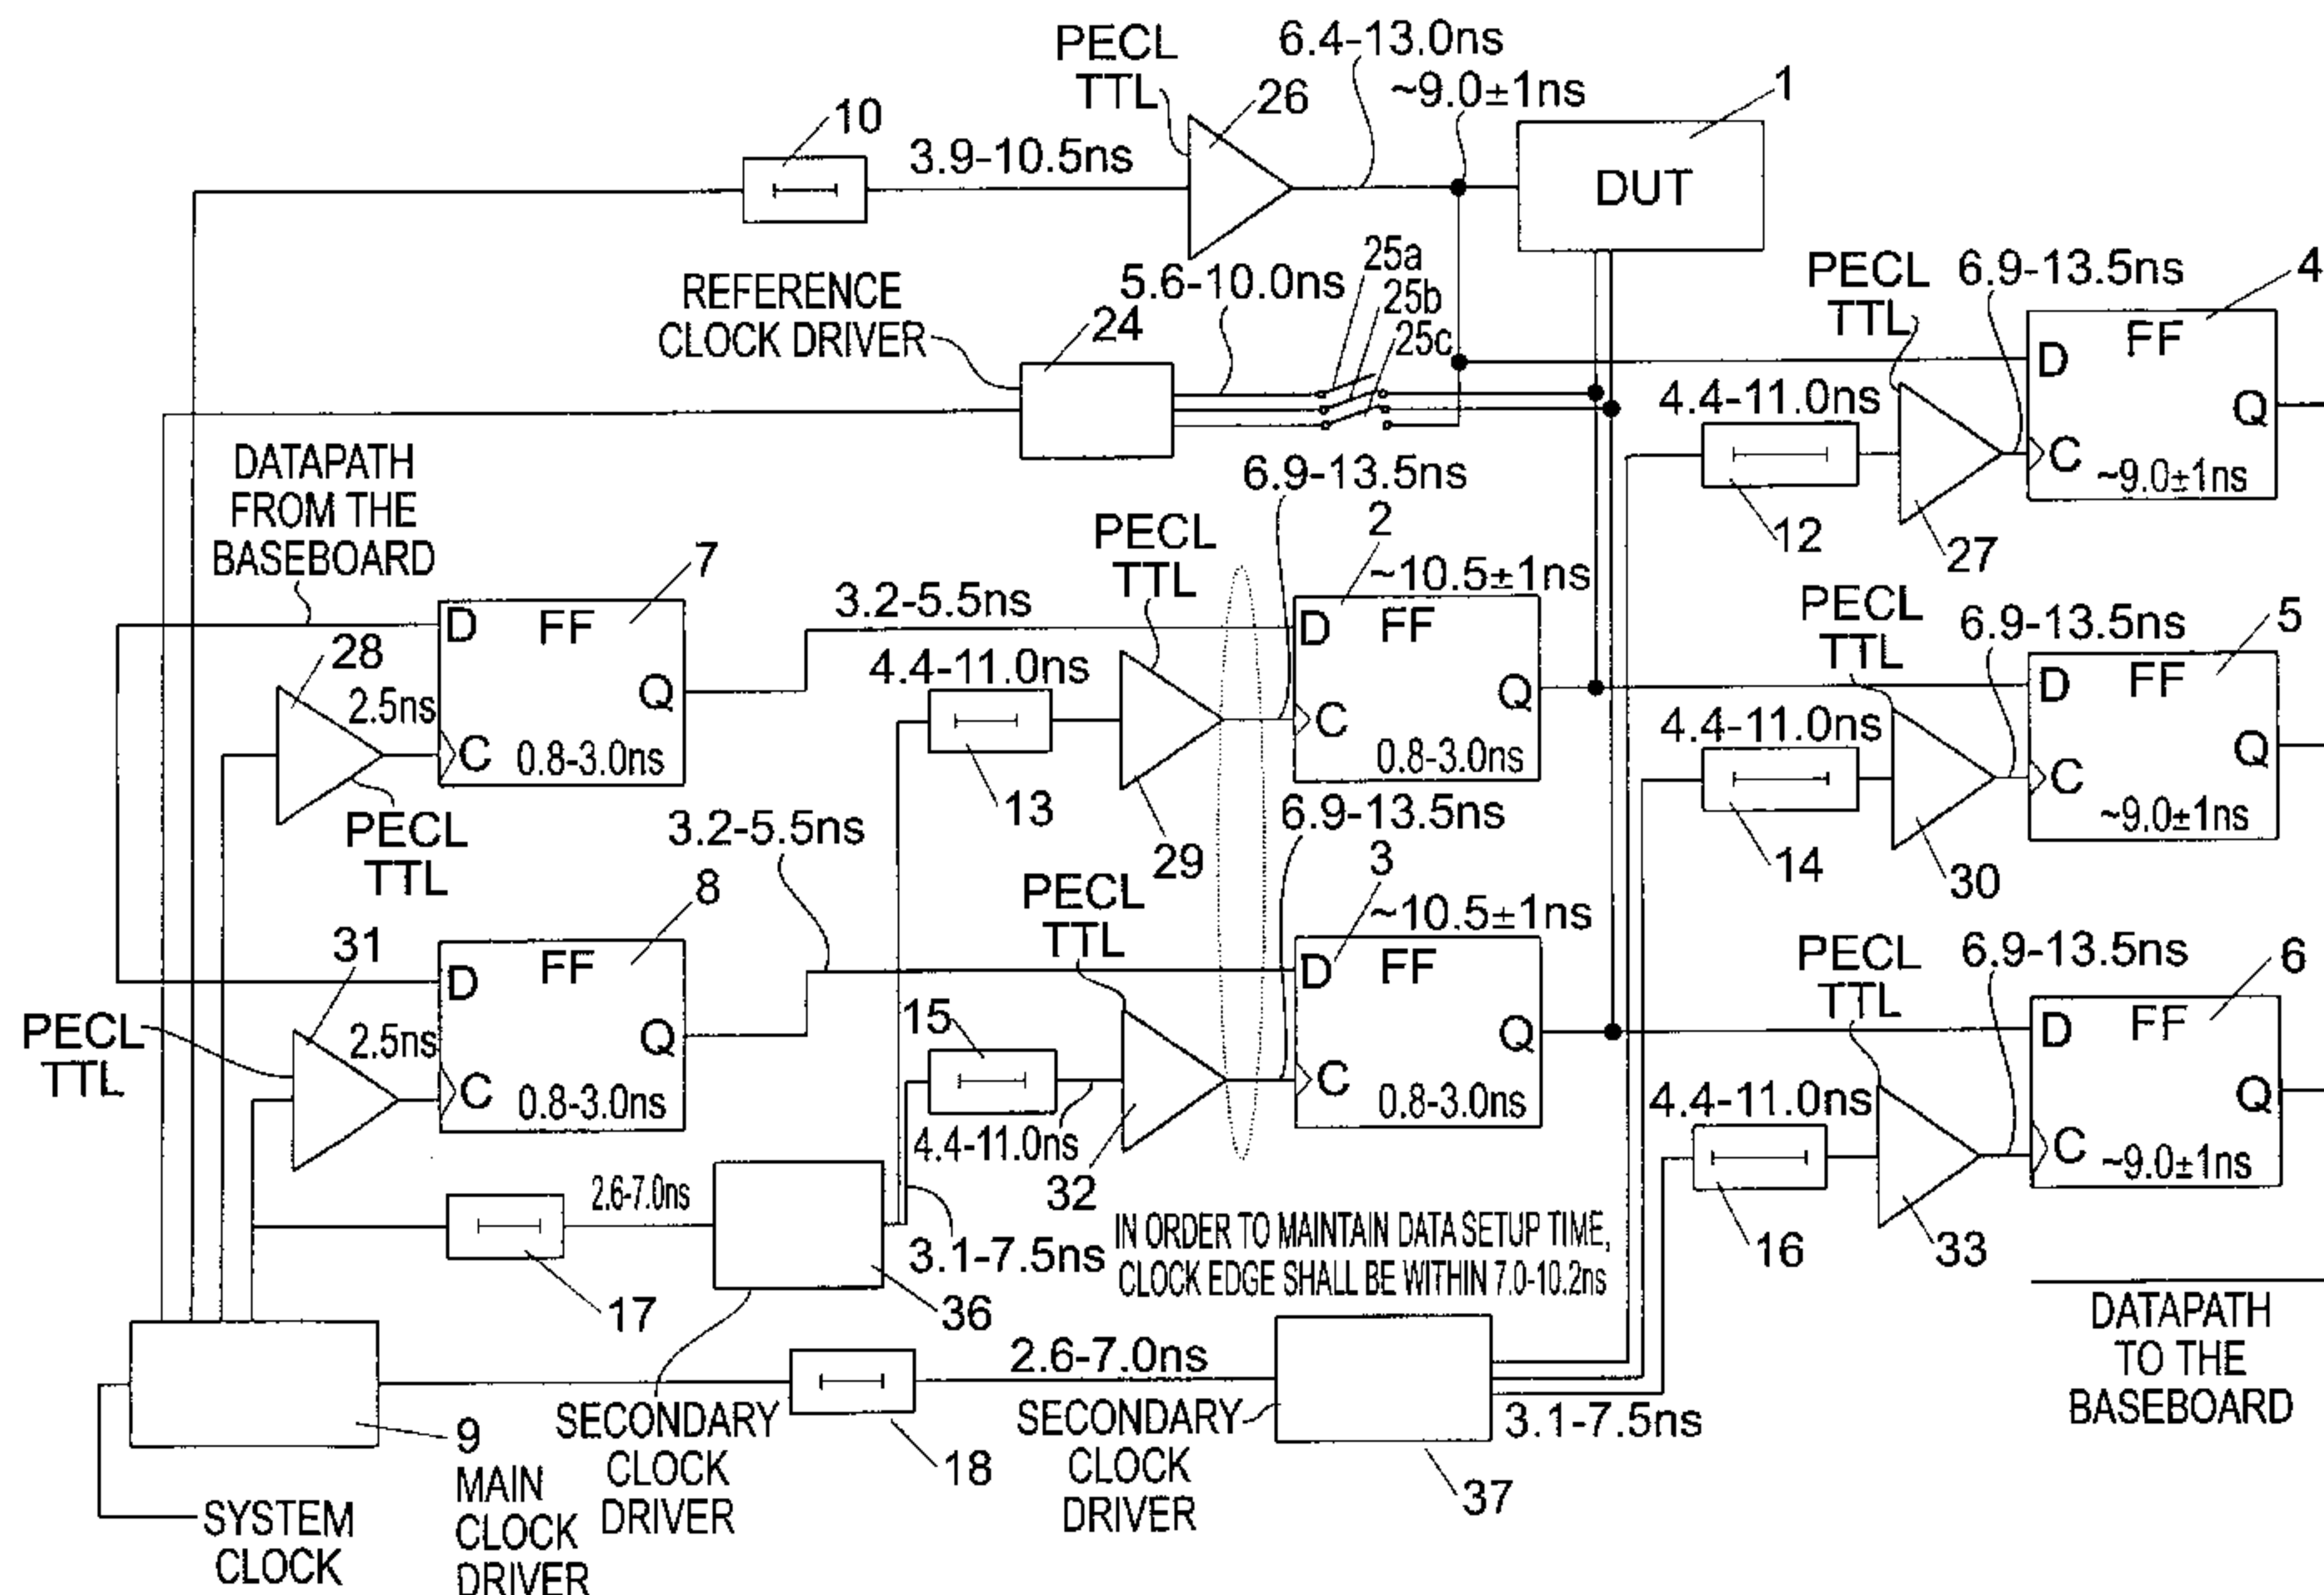 PECL
TTL
6.4-13.0ns
26
~9.0±1ns
1
10
3.9-10.5ns
DUT
REFERENCE
CLOCK DRIVER
24
5.6-10.0ns
25a
25b
25c
PECL
TTL
6.9-13.5ns
4
D
FF
Q
C
~9.0±1ns
4.4-11.0ns
12
27
DATAPATH
FROM THE
BASEBOARD
28
2.5ns
PECL
TTL
7
D
FF
Q
C
0.8-3.0ns
3.2-5.5ns
4.4-11.0ns
13
PECL
TTL
29
6.9-13.5ns
2
~10.5±1ns
D
FF
Q
C
0.8-3.0ns
PECL
TTL
6.9-13.5ns
5
D
FF
Q
C
~9.0±1ns
4.4-11.0ns
14
30
PECL
TTL
31
2.5ns
3.2-5.5ns
8
D
FF
Q
C
0.8-3.0ns
15
4.4-11.0ns
PECL
TTL
32
6.9-13.5ns
3
~10.5±1ns
D
FF
Q
C
0.8-3.0ns
PECL
TTL
6.9-13.5ns
6
D
FF
Q
C
~9.0±1ns
4.4-11.0ns
16
33
17
2.6-7.0ns
36
3.1-7.5ns
IN ORDER TO MAINTAIN DATA SETUP TIME,
CLOCK EDGE SHALL BE WITHIN 7.0-10.2ns
SECONDARY
CLOCK
DRIVER
18
2.6-7.0ns
SECONDARY
CLOCK
DRIVER
37
3.1-7.5ns
DATAPATH
TO THE
BASEBOARD
9
MAIN
CLOCK
DRIVER
SYSTEM
CLOCK